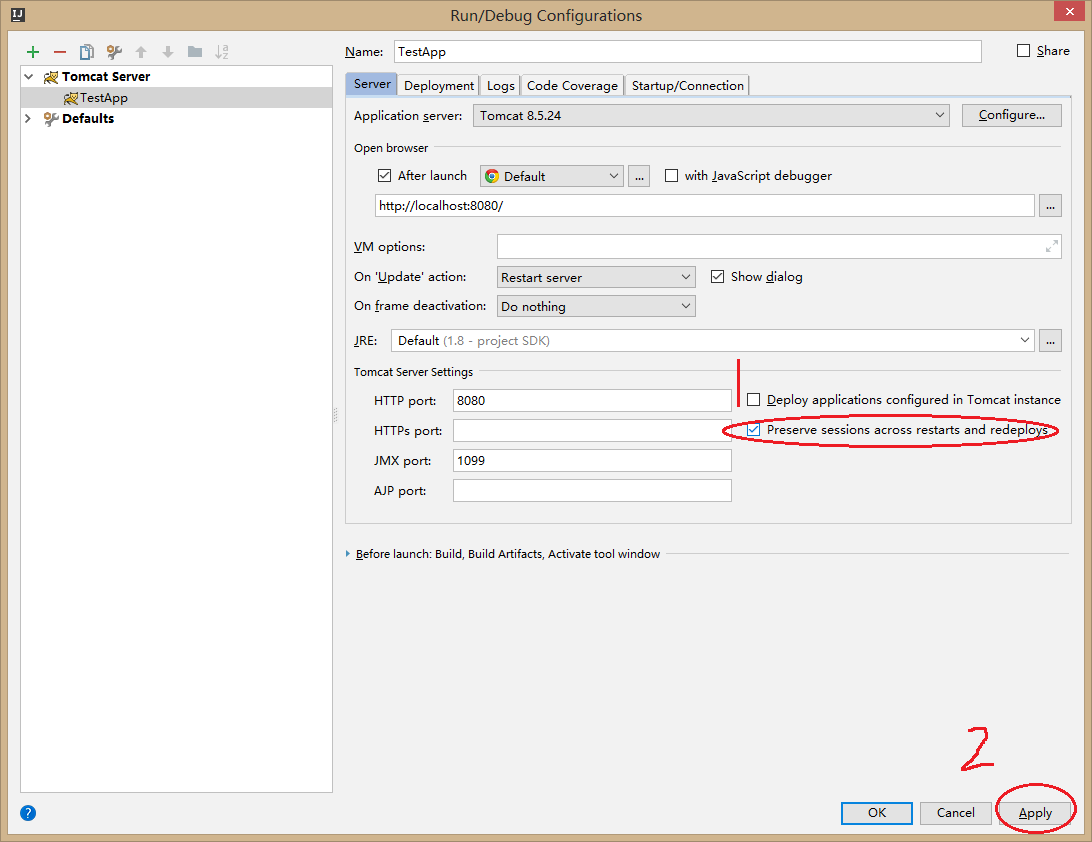 Run/Debug Configurations
Name: TestApp Share
Tomcat Server
TestApp
Defaults
Server Deployment Logs Code Coverage Startup/Connection
Application server: Tomcat 8.5.24 Configure...
Open browser
After launch Default ... with JavaScript debugger
http://localhost:8080/ ...
VM options:
On 'Update' action: Restart server Show dialog
On frame deactivation: Do nothing
JRE: Default (1.8 - project SDK) ...
Tomcat Server Settings
HTTP port: 8080 Deploy applications configured in Tomcat instance
HTTPs port: Preserve sessions across restarts and redeploys
JMX port: 1099
AJP port:
Before launch: Build, Build Artifacts, Activate tool window
2
? OK Cancel Apply